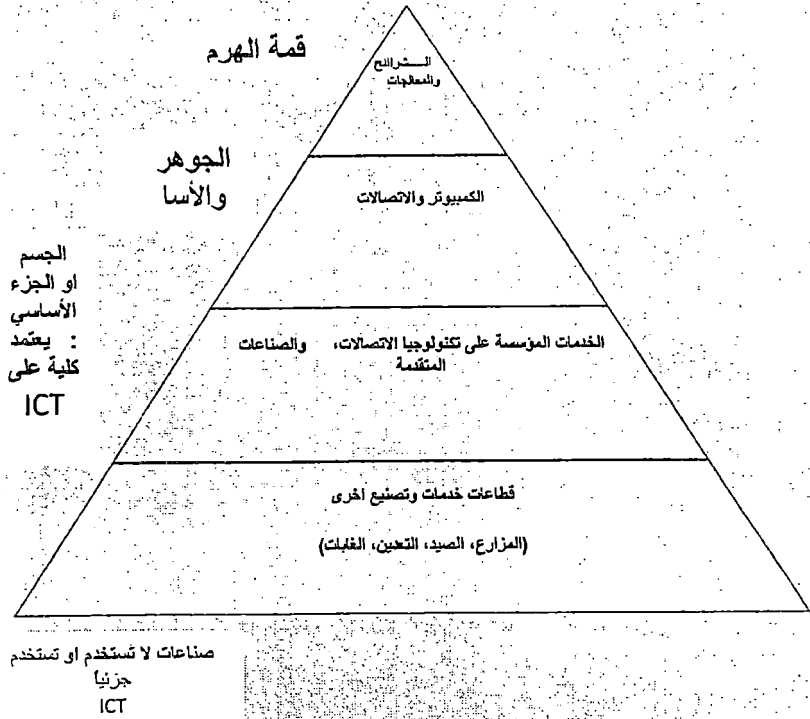 قمة الهرم
الـــشرائح
والمعالجات
الجوهر
والأسا
الكمبيوتر والاتصالات
الجسم
او الجزء
الأساسي
: يعتمد
كلية على
ICT
الخدمات المؤسسة على تكنولوجيا الاتصالات، والصناعات
المتقدمة
قطاعات خدمات وتصنيع اخرى
(المزارع، الصيد، التعدين، الغابات)
صناعات لا تستخدم او تستخدم
جزئيا
ICT